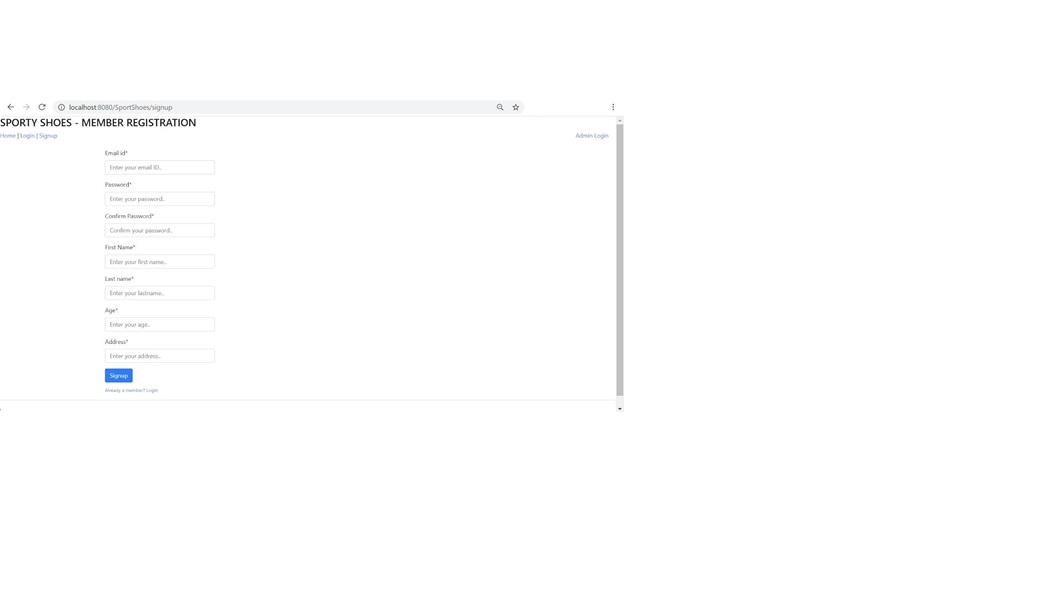 localhost:8080/SportShoes/signup
SPORTY SHOES - MEMBER REGISTRATION
Home | Login | Signup
Admin Login
Email id*
Enter your email ID..
Password*
Enter your password..
Confirm Password*
Confirm your password..
First Name*
Enter your first name..
Last name*
Enter your lastname..
Age*
Enter your age..
Address*
Enter your address..
Signup
Already a member? Login